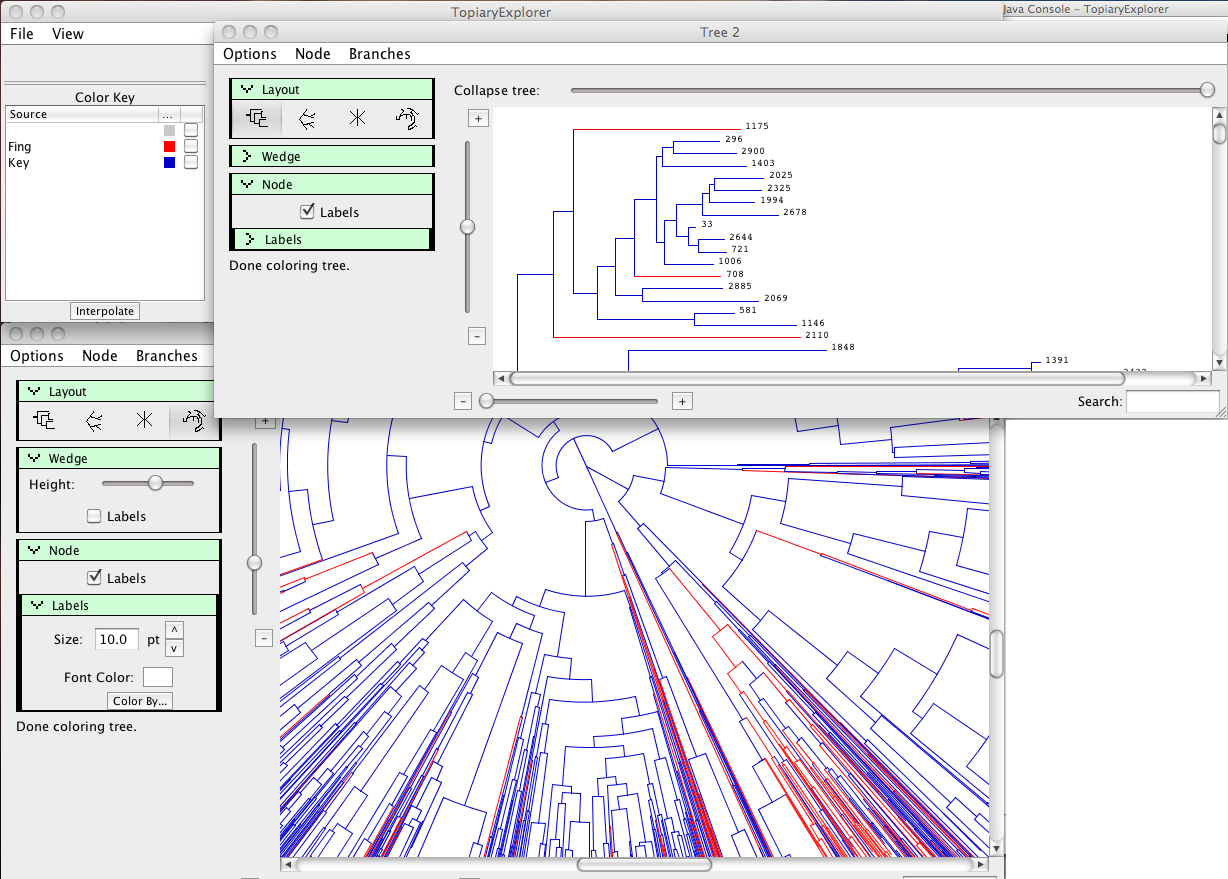 TopiaryExplorer
Java Console - TopiaryExplorer
File View
Color Key
Source ...
Fing
Key
Interpolate
Tree 2
Options Node Branches
Layout
Wedge
Node
Labels
Labels
Done coloring tree.
Collapse tree:
+
-
1175
296
2900
1403
2025
2325
1994
2678
33
2644
721
1006
708
2885
2069
581
1146
2110
1848
1391
- +
Search:
Options Node Branches
Layout
Wedge
Height:
Labels
Node
Labels
Labels
Size: 10.0 pt ^
v
Font Color:
Color By...
Done coloring tree.
+
-